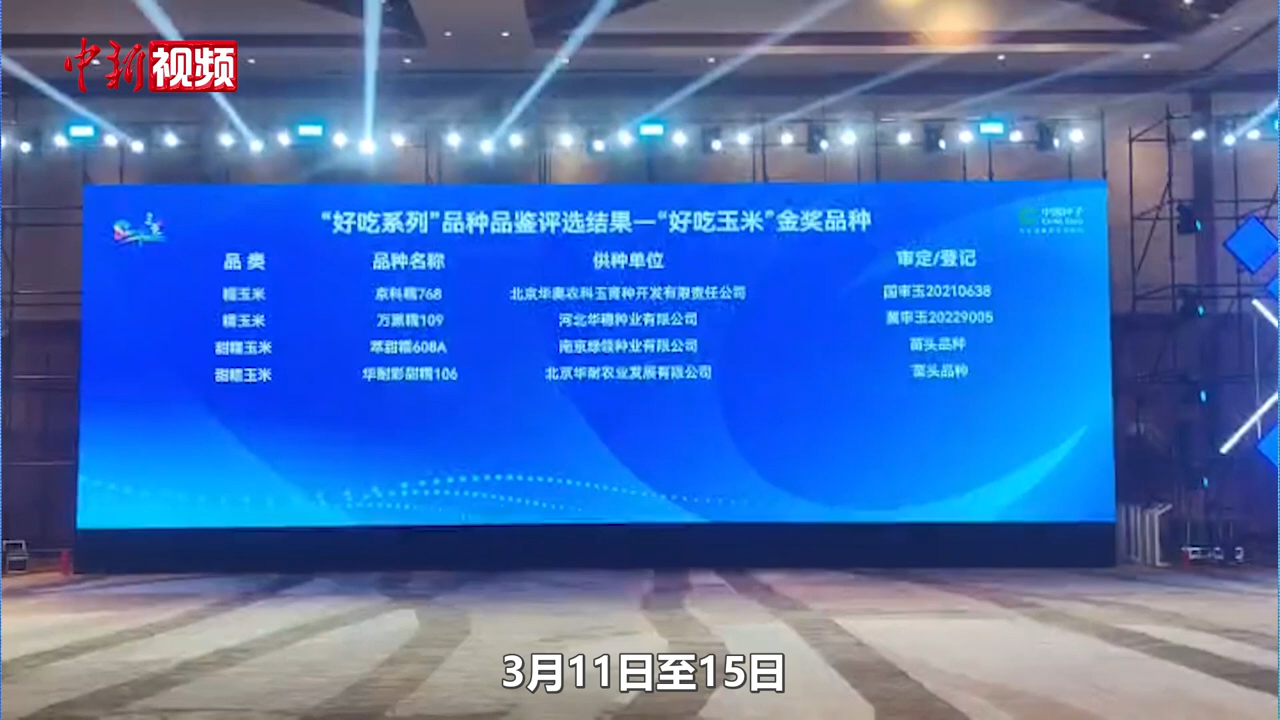 中新视频
“好吃系列”品种品鉴评选结果—“好吃玉米”金奖品种
中国种子
品类 品种名称 供种单位 审定/登记
糯玉米 京科糯768 北京华奥农科玉育种开发有限责任公司 国审玉20210638
糯玉米 万黑糯109 河北华穗种业有限公司 冀审玉20229005
甜糯玉米 萃甜糯608A 南京绿领种业有限公司 苗头品种
甜糯玉米 华耐彩甜糯106 北京华耐农业发展有限公司 苗头品种
3月11日至15日